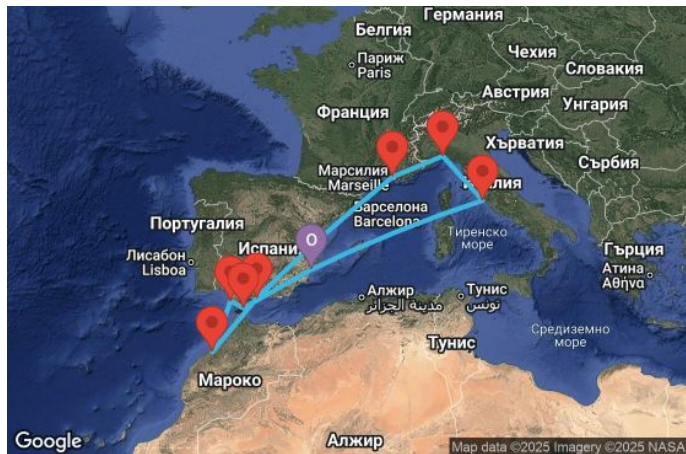 Германия
Белгия
Париж
Paris
Чехия
Словакия
Австрия
Унгария
Франция
Хърватия
Сърбия
Марсилия
Marseille
Италия
Барселона
Barcelona
Португалия
Тиренско
море
Испания
O
Лисабон
Lisboa
Гърция
Атина
Αθήνα
Алжир
مدينة الجزائر
Тунис
تونس
Средиземно
море
Тунис
Мароко
Алжир
Google
Map data ©2025 Imagery ©2025 NASA